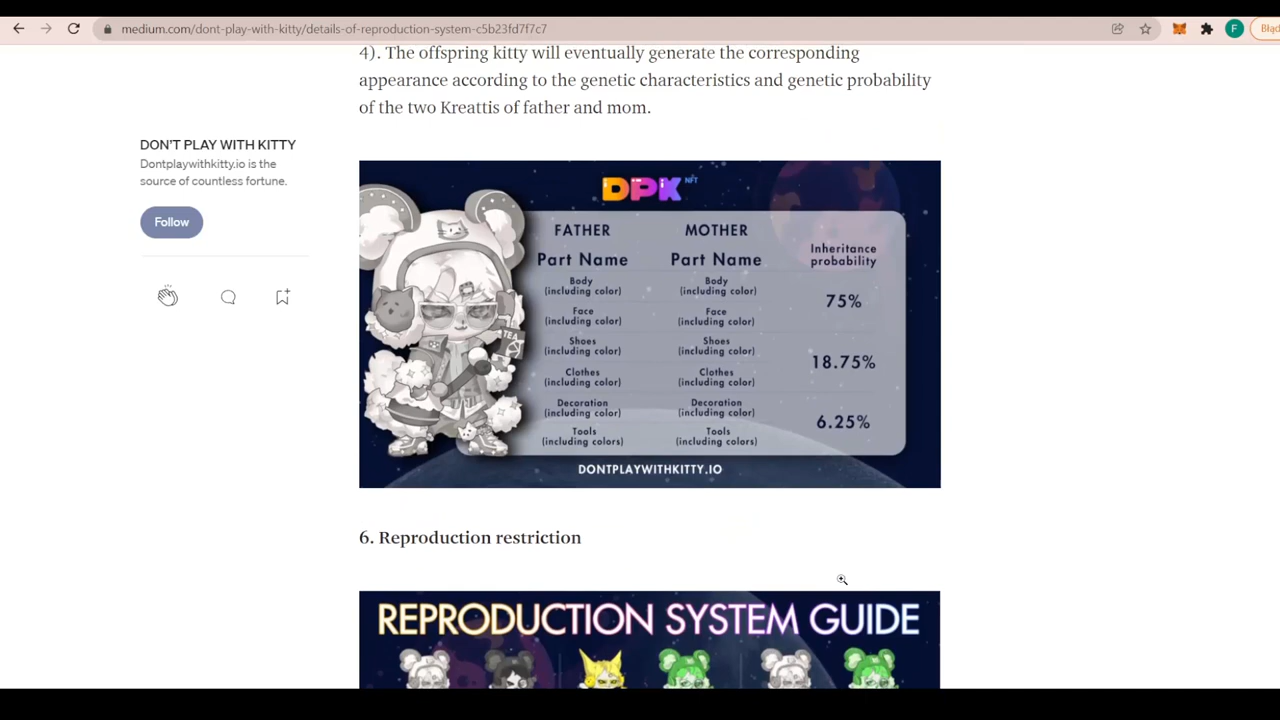 medium.com/dont-play-with-kitty/details-of-reproduction-system-c5b23fd7f7c7
F
Błąd
4). The offspring kitty will eventually generate the corresponding
appearance according to the genetic characteristics and genetic probability
of the two Kreattis of father and mom.
DON'T PLAY WITH KITTY
Dontplaywithkitty.io is the
source of countless fortune.
Follow
DPK NFT
FATHER MOTHER Inheritance
Part Name Part Name probability
Body Body
(including color) (including color) 75%
Face Face
(including color) (including color)
Shoes Shoes
(including color) (including color) 18.75%
Clothes Clothes
(including color) (including color)
Decoration Decoration
(including color) (including color) 6.25%
Tools Tools
(including colors) (including colors)
TEA
DONTPLAYWITHKITTY.IO
6. Reproduction restriction
REPRODUCTION SYSTEM GUIDE